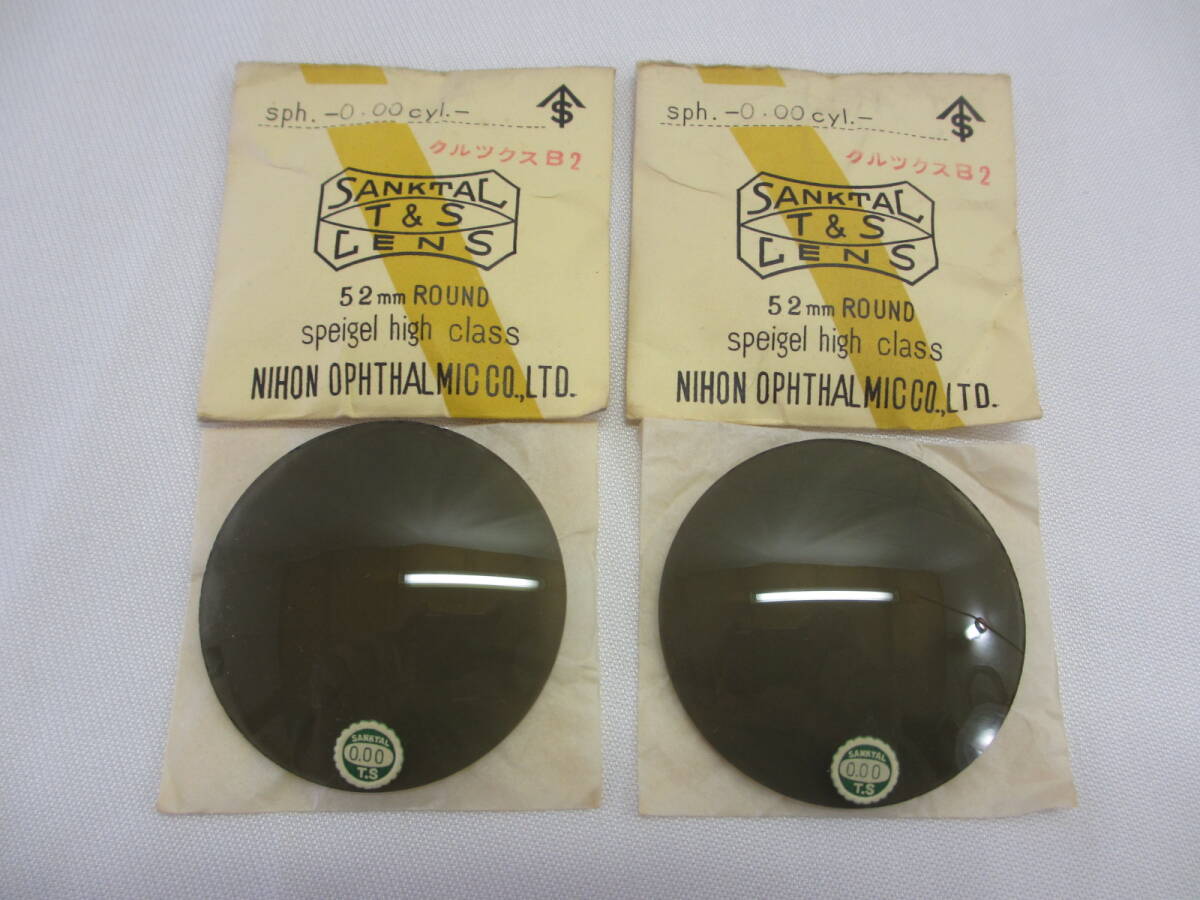 sph. -0.00 cyl.-
クルックスB2
SANKTAL
T & S
LENS
52mm ROUND
speigel high class
NIHON OPHTHALMIC CO.,LTD.
sph. -0.00 cyl.-
クルックスB2
SANKTAL
T & S
LENS
52mm ROUND
speigel high class
NIHON OPHTHALMIC CO.,LTD.
SANKTAL
0.00
T.S
SANKTAL
0.00
T.S